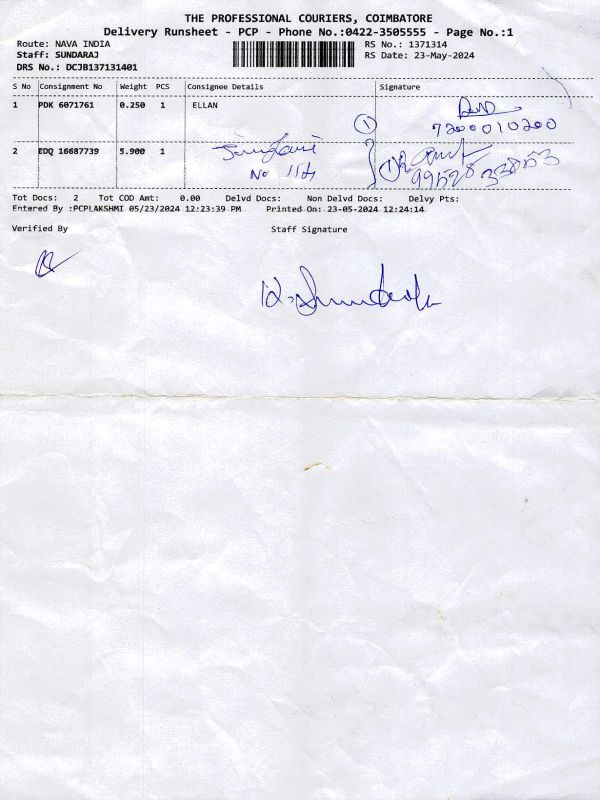 THE PROFESSIONAL COURIERS, COIMBATORE
Delivery Runsheet - PCP - Phone No.:0422-3505555 - Page No.:1
Route: NAVA INDIA
RS No.: 1371314
Staff: SUNDARAJ
RS Date: 23-May-2024
DRS No.: DCJB137131401
S No Consignment No Weight PCS Consignee Details Signature
1 PDK 6071761 0.250 1 ELLAN
1
7200010200
2 EDQ 16687739 5.900 1
No
1
Tot Docs: 2 Tot COD Amt: 0.00 Delvd Docs: Non Delvd Docs: Delvy Pts:
Entered By :PCPLAKSHMI 05/23/2024 12:23:39 PM Printed On: 23-05-2024 12:24:14
Verified By Staff Signature